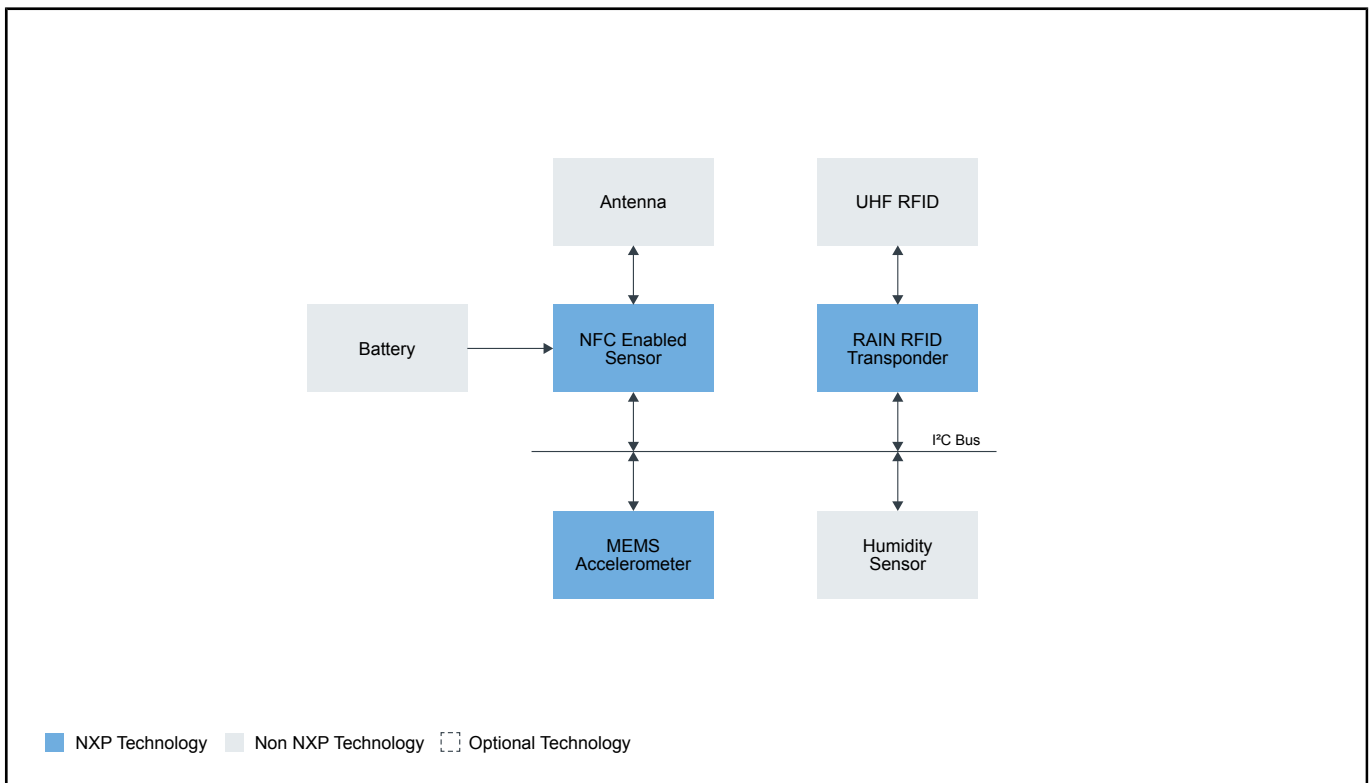 Antenna
UHF RFID
Battery
NFC Enabled
Sensor
RAIN RFID
Transponder
I²C Bus
MEMS
Accelerometer
Humidity
Sensor
NXP Technology
Non NXP Technology
Optional Technology